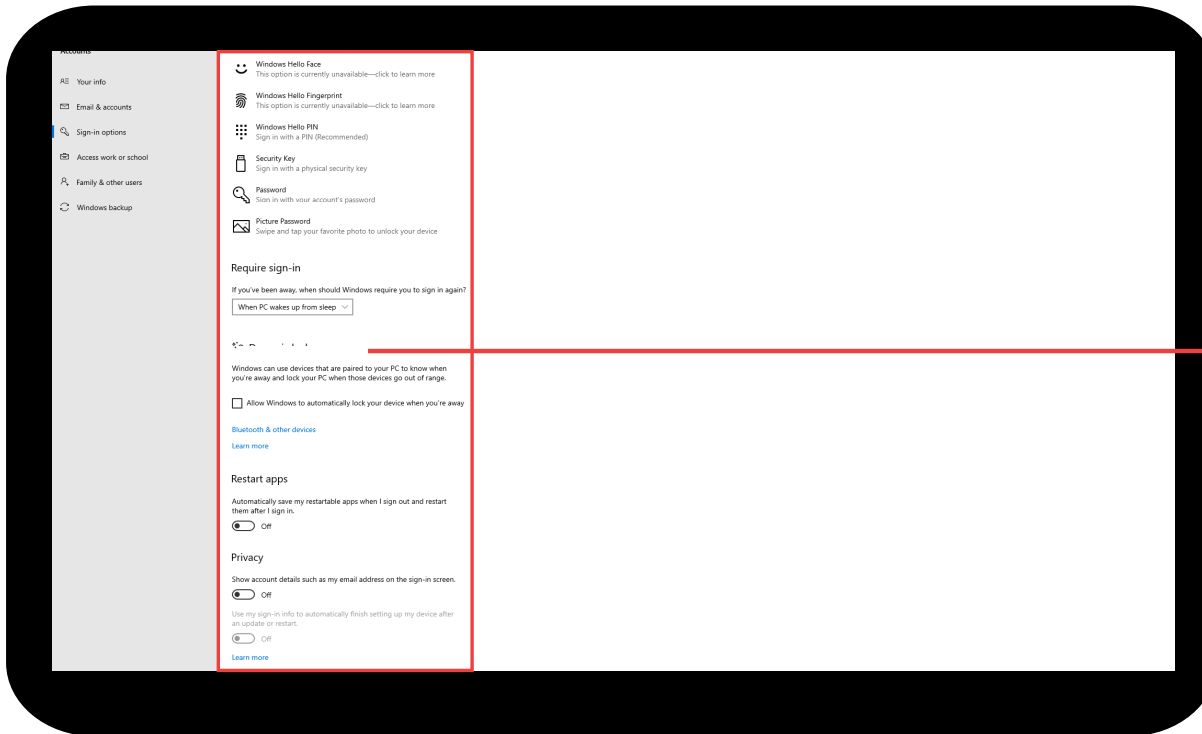 Accounts
Your info
Email & accounts
Sign-in options
Access work or school
Family & other users
Windows backup
Windows Hello Face
This option is currently unavailable—click to learn more
Windows Hello Fingerprint
This option is currently unavailable—click to learn more
Windows Hello PIN
Sign in with a PIN (Recommended)
Security Key
Sign in with a physical security key
Password
Sign in with your account's password
Picture Password
Swipe and tap your favorite photo to unlock your device
Require sign-in
If you've been away, when should Windows require you to sign in again?
When PC wakes up from sleep
Windows can use devices that are paired to your PC to know when
you're away and lock your PC when those devices go out of range.
Allow Windows to automatically lock your device when you're away
Bluetooth & other devices
Learn more
Restart apps
Automatically save my restartable apps when I sign out and restart
them after I sign in.
Off
Privacy
Show account details such as my email address on the sign-in screen.
Off
Use my sign-in info to automatically finish setting up my device after
an update or restart.
Off
Learn more